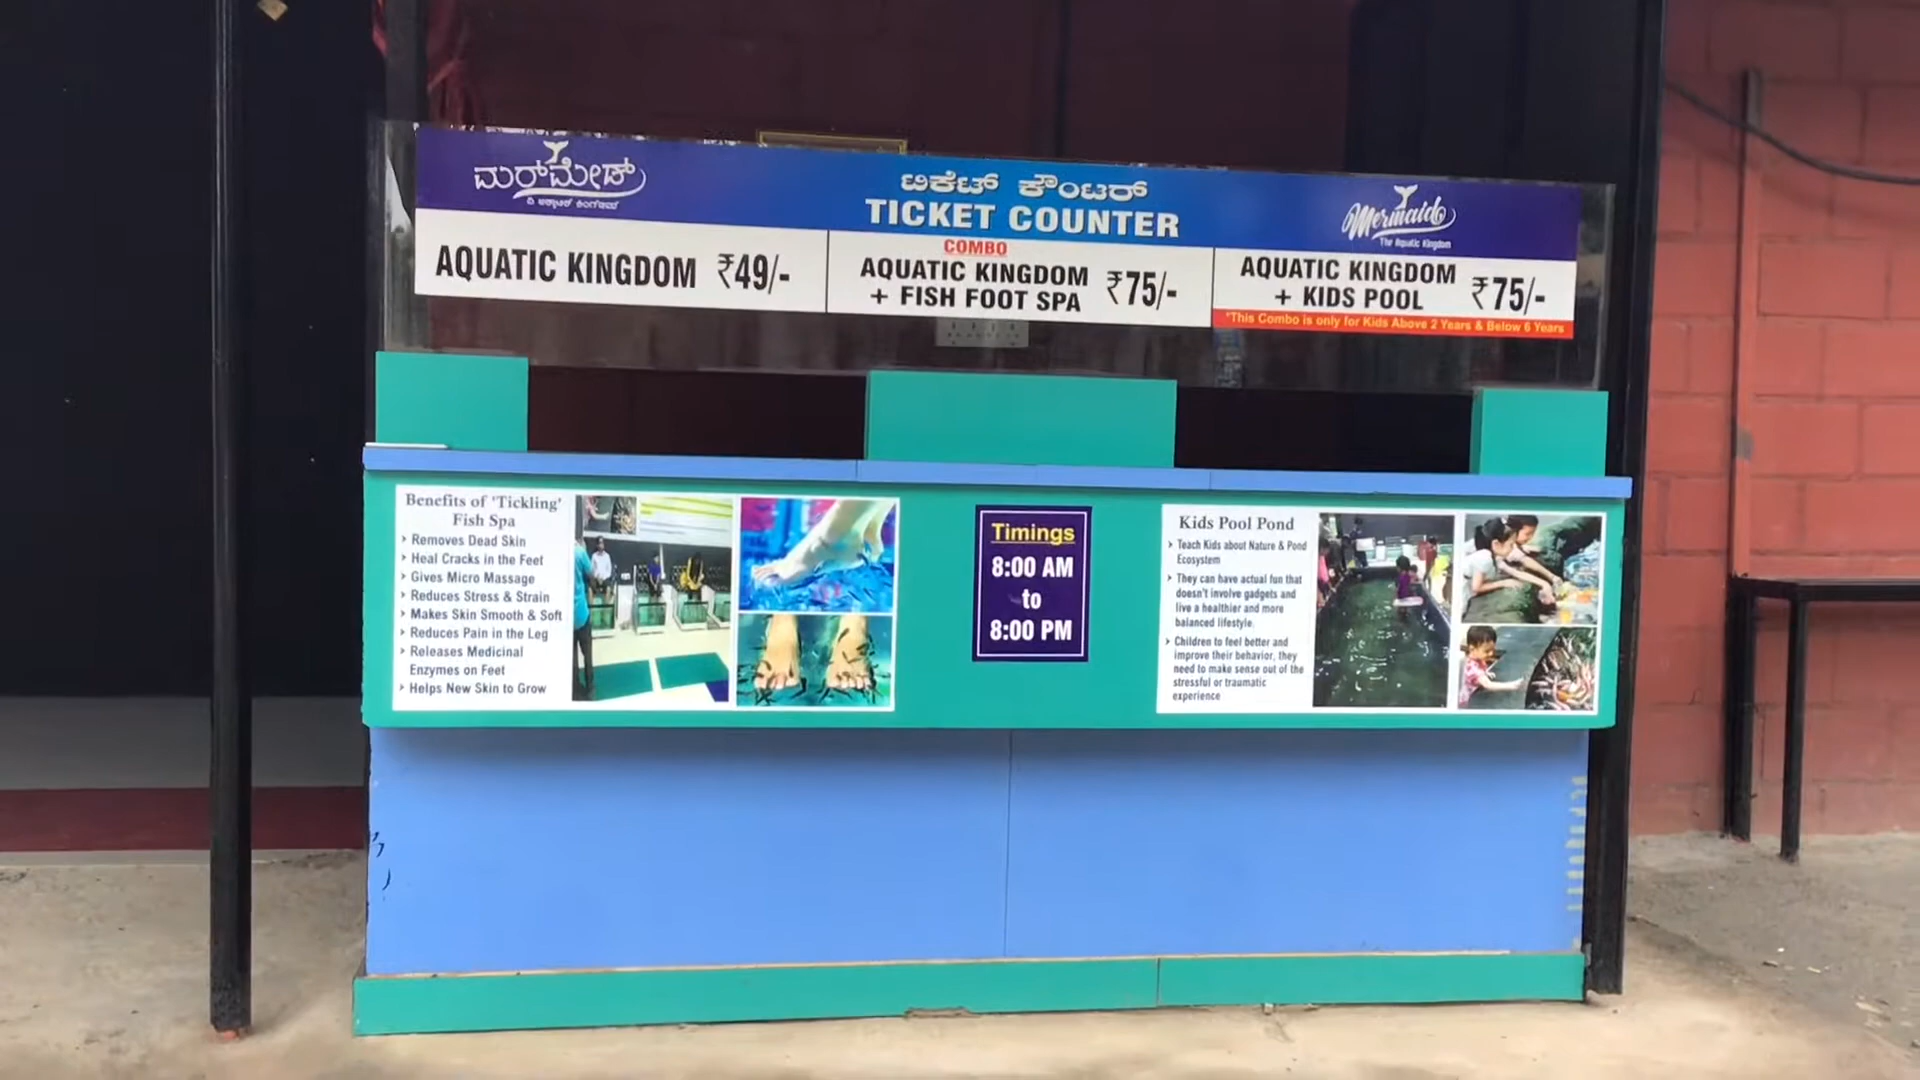 ಮರ್‌ಮೇಡ್
ದಿ ಅಕ್ವಾಟಿಕ್ ಕಿಂಗ್‌ಡಮ್
ಟಿಕೆಟ್ ಕೌಂಟರ್
TICKET COUNTER
Mermaid
The Aquatic Kingdom
AQUATIC KINGDOM ₹49/-
COMBO
AQUATIC KINGDOM
+ FISH FOOT SPA ₹75/-
AQUATIC KINGDOM
+ KIDS POOL ₹75/-
*This Combo is only for Kids Above 2 Years & Below 6 Years
Benefits of 'Tickling'
Fish Spa
› Removes Dead Skin
› Heal Cracks in the Feet
› Gives Micro Massage
› Reduces Stress & Strain
› Makes Skin Smooth & Soft
› Reduces Pain in the Leg
› Releases Medicinal
Enzymes on Feet
› Helps New Skin to Grow
Timings
8:00 AM
to
8:00 PM
Kids Pool Pond
› Teach Kids about Nature & Pond
Ecosystem
› They can have actual fun that
doesn't involve gadgets and
live a healthier and more
balanced lifestyle.
› Children to feel better and
improve their behavior, they
need to make sense out of the
stressful or traumatic
experience